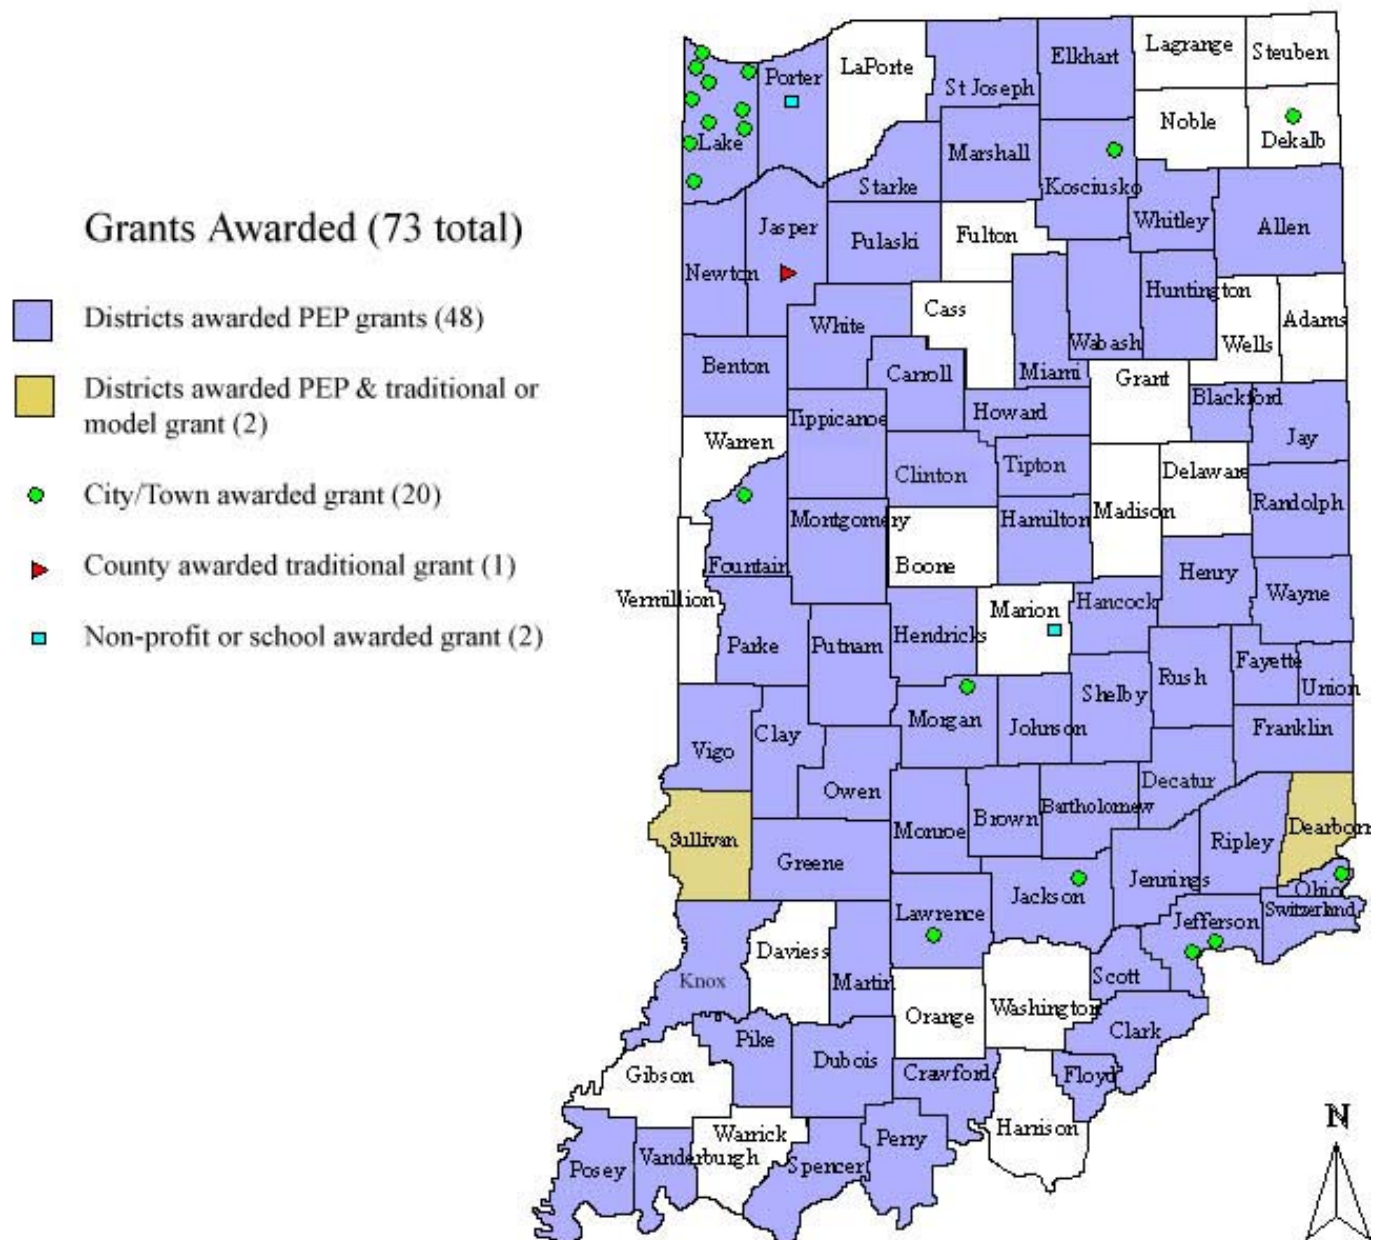 Grants Awarded (73 total)
Districts awarded PEP grants (48)
Districts awarded PEP & traditional or
model grant (2)
City/Town awarded grant (20)
County awarded traditional grant (1)
Non-profit or school awarded grant (2)
Lagrange
Steuben
Elkhart
LaPorte
Porter
St Joseph
Noble
Dekalb
Lake
Marshall
Starke
Kosciusko
Whitley
Allen
Jasper
Pulaski
Fulton
Newton
Huntington
Cass
White
Wabash
Wells
Adams
Benton
Carroll
Miami
Grant
Blackford
Tippicanoe
Howard
Jay
Warren
Clinton
Tipton
Delaware
Randolph
Montgomery
Hamilton
Madison
Fountain
Boone
Henry
Wayne
Vermillion
Marion
Hancock
Parke
Putnam
Hendricks
Fayette
Rush
Union
Shelby
Morgan
Johnson
Franklin
Clay
Vigo
Decatur
Owen
Brown
Bartholomew
Monroe
Dearborn
Sullivan
Ripley
Greene
Jennings
Ohio
Jackson
Lawrence
Switzerland
Jefferson
Daviess
Knox
Martin
Scott
Washington
Orange
Clark
Pike
Dubois
Gibson
Crawford
Floyd
Harrison
Warrick
Perry
Vanderburgh
Spencer
Posey
N